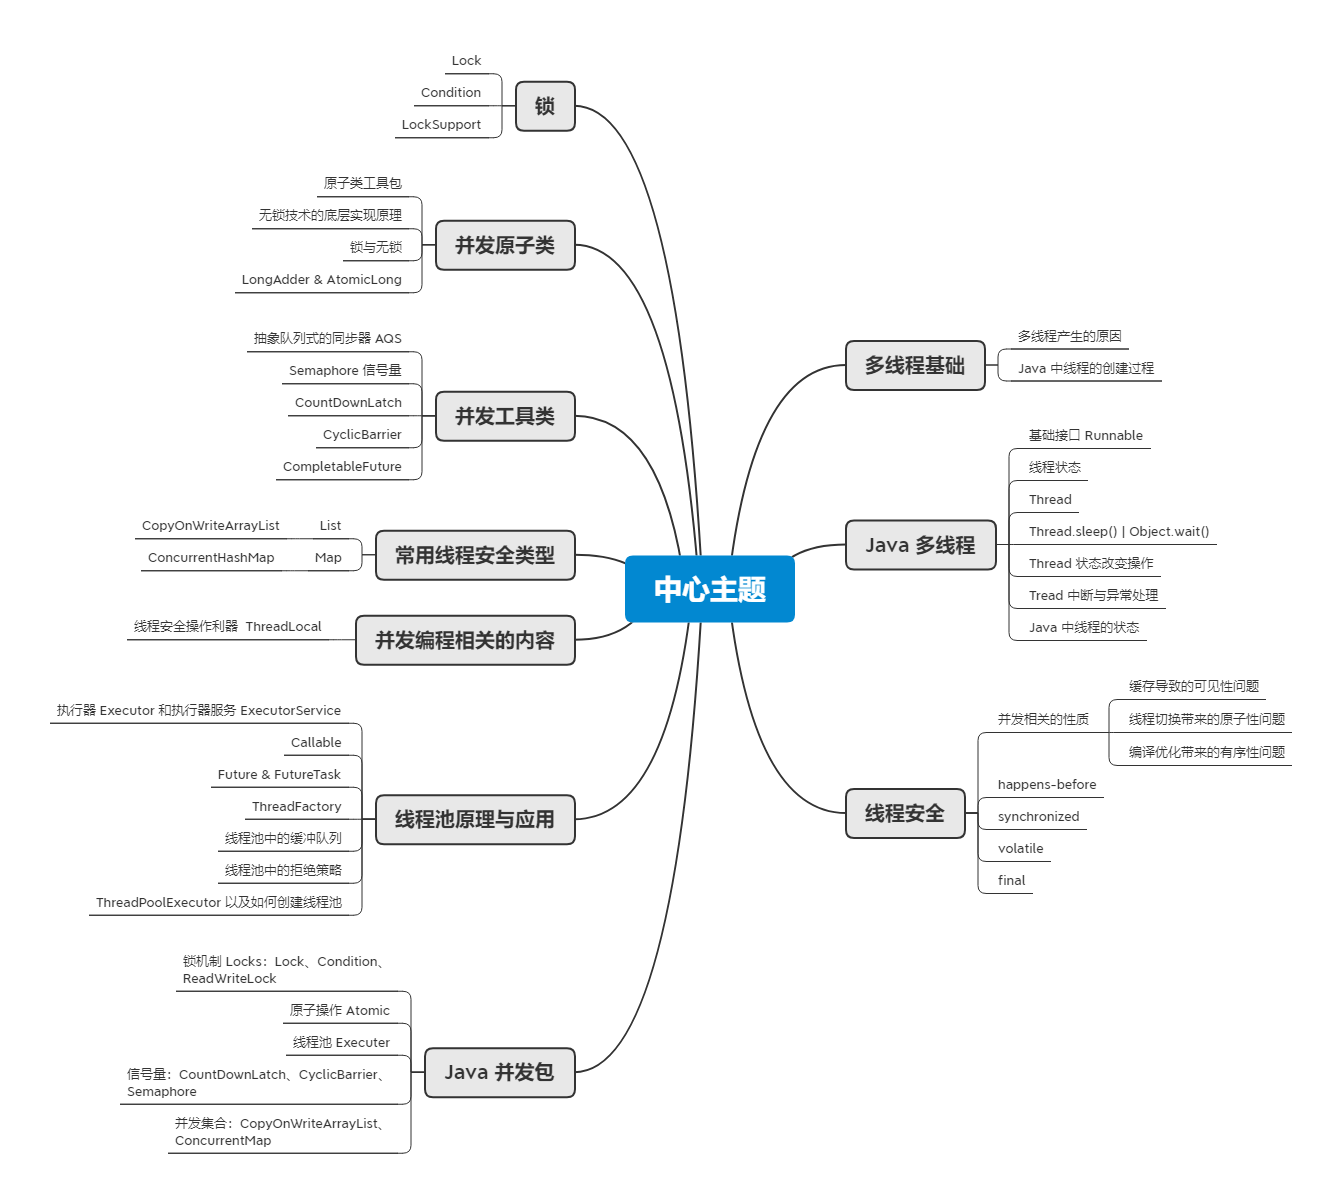 中心主题
多线程基础
多线程产生的原因
Java 中线程的创建过程
Java 多线程
基础接口 Runnable
线程状态
Thread
Thread.sleep() | Object.wait()
Thread 状态改变操作
Tread 中断与异常处理
Java 中线程的状态
线程安全
并发相关的性质
缓存导致的可见性问题
线程切换带来的原子性问题
编译优化带来的有序性问题
happens-before
synchronized
volatile
final
锁
Lock
Condition
LockSupport
并发原子类
原子类工具包
无锁技术的底层实现原理
锁与无锁
LongAdder & AtomicLong
并发工具类
抽象队列式的同步器 AQS
Semaphore 信号量
CountDownLatch
CyclicBarrier
CompletableFuture
常用线程安全类型
List
CopyOnWriteArrayList
Map
ConcurrentHashMap
并发编程相关的内容
线程安全操作利器 ThreadLocal
线程池原理与应用
执行器 Executor 和执行器服务 ExecutorService
Callable
Future & FutureTask
ThreadFactory
线程池中的缓冲队列
线程池中的拒绝策略
ThreadPoolExecutor 以及如何创建线程池
Java 并发包
锁机制 Locks：Lock、Condition、
ReadWriteLock
原子操作 Atomic
线程池 Executer
信号量：CountDownLatch、CyclicBarrier、
Semaphore
并发集合：CopyOnWriteArrayList、
ConcurrentMap